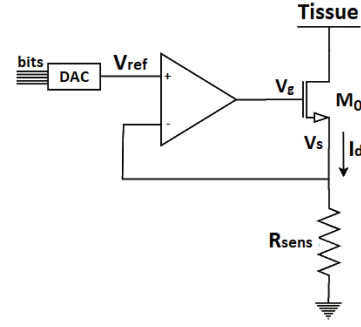 Tissue
bits
DAC
Vref
+
-
Vg
M0
Vs
Id
Rsens